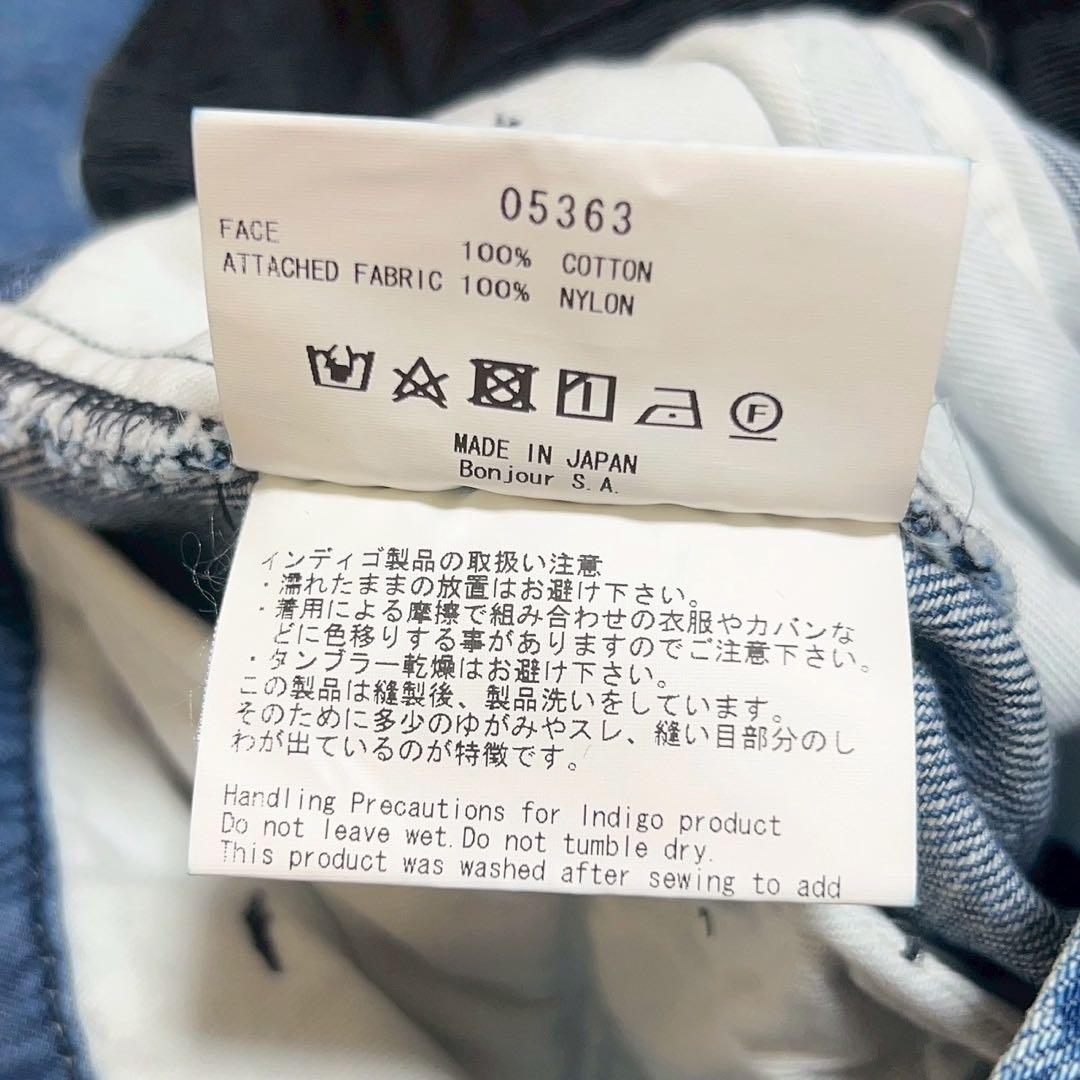 05363
FACE 100% COTTON
ATTACHED FABRIC 100% NYLON
1
F
MADE IN JAPAN
Bonjour S.A.
インディゴ製品の取扱い注意
・濡れたままの放置はお避け下さい。
・着用による摩擦で組み合わせの衣服やカバンな
どに色移りする事がありますのでご注意下さい。
・タンブラー乾燥はお避け下さい。
この製品は縫製後、製品洗いをしています。
そのために多少のゆがみやスレ、縫い目部分のし
わが出ているのが特徴です。
Handling Precautions for Indigo product
Do not leave wet.Do not tumble dry.
This product was washed after sewing to add
1